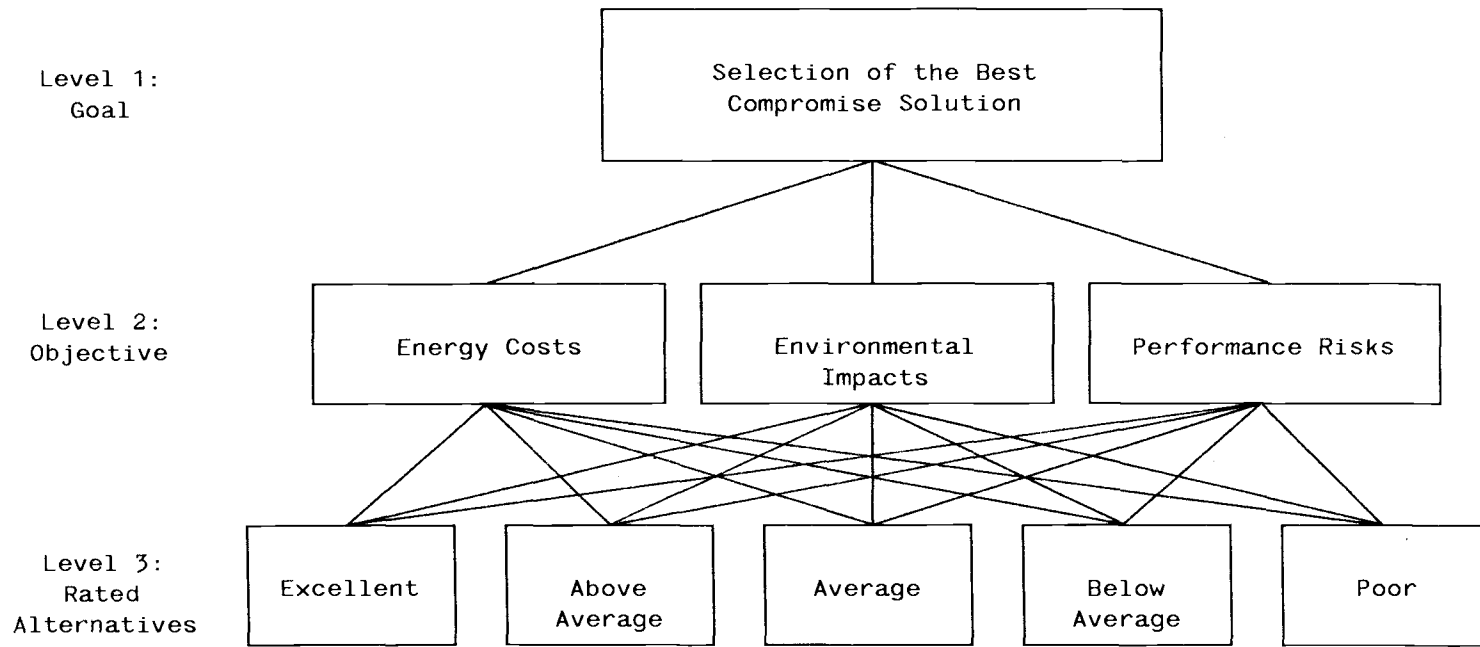 Level 1:
Goal
Selection of the Best
Compromise Solution
Level 2:
Objective
Energy Costs
Environmental
Impacts
Performance Risks
Level 3:
Rated
Alternatives
Excellent
Above
Average
Average
Below
Average
Poor